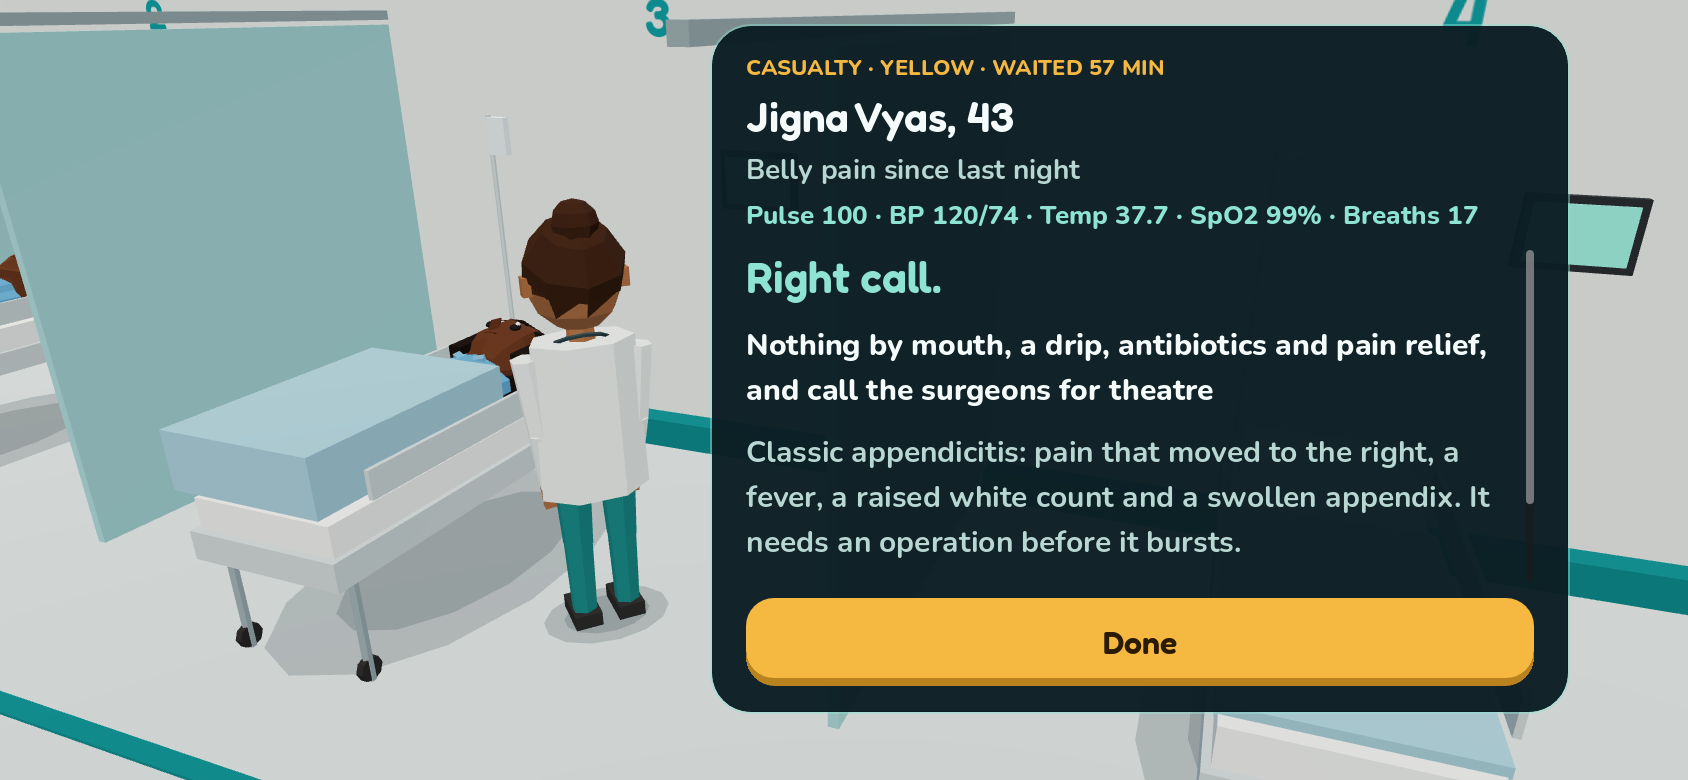 2
3
4
CASUALTY · YELLOW · WAITED 57 MIN
Jigna Vyas, 43
Belly pain since last night
Pulse 100 · BP 120/74 · Temp 37.7 · SpO2 99% · Breaths 17
Right call.
Nothing by mouth, a drip, antibiotics and pain relief,
and call the surgeons for theatre
Classic appendicitis: pain that moved to the right, a
fever, a raised white count and a swollen appendix. It
needs an operation before it bursts.
Done